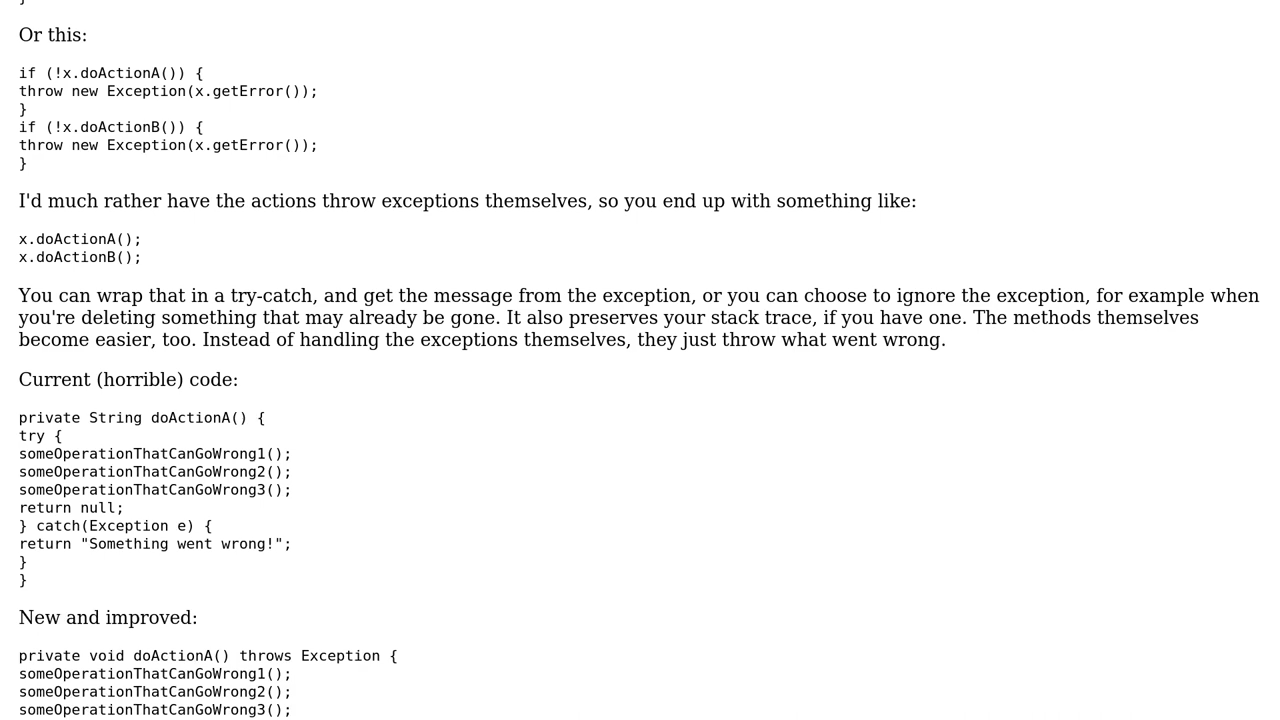 }
Or this:
if (!x.doActionA()) {
throw new Exception(x.getError());
}
if (!x.doActionB()) {
throw new Exception(x.getError());
}
I'd much rather have the actions throw exceptions themselves, so you end up with something like:
x.doActionA();
x.doActionB();
You can wrap that in a try-catch, and get the message from the exception, or you can choose to ignore the exception, for example when
you're deleting something that may already be gone. It also preserves your stack trace, if you have one. The methods themselves
become easier, too. Instead of handling the exceptions themselves, they just throw what went wrong.
Current (horrible) code:
private String doActionA() {
try {
someOperationThatCanGoWrong1();
someOperationThatCanGoWrong2();
someOperationThatCanGoWrong3();
return null;
} catch(Exception e) {
return "Something went wrong!";
}
}
New and improved:
private void doActionA() throws Exception {
someOperationThatCanGoWrong1();
someOperationThatCanGoWrong2();
someOperationThatCanGoWrong3();